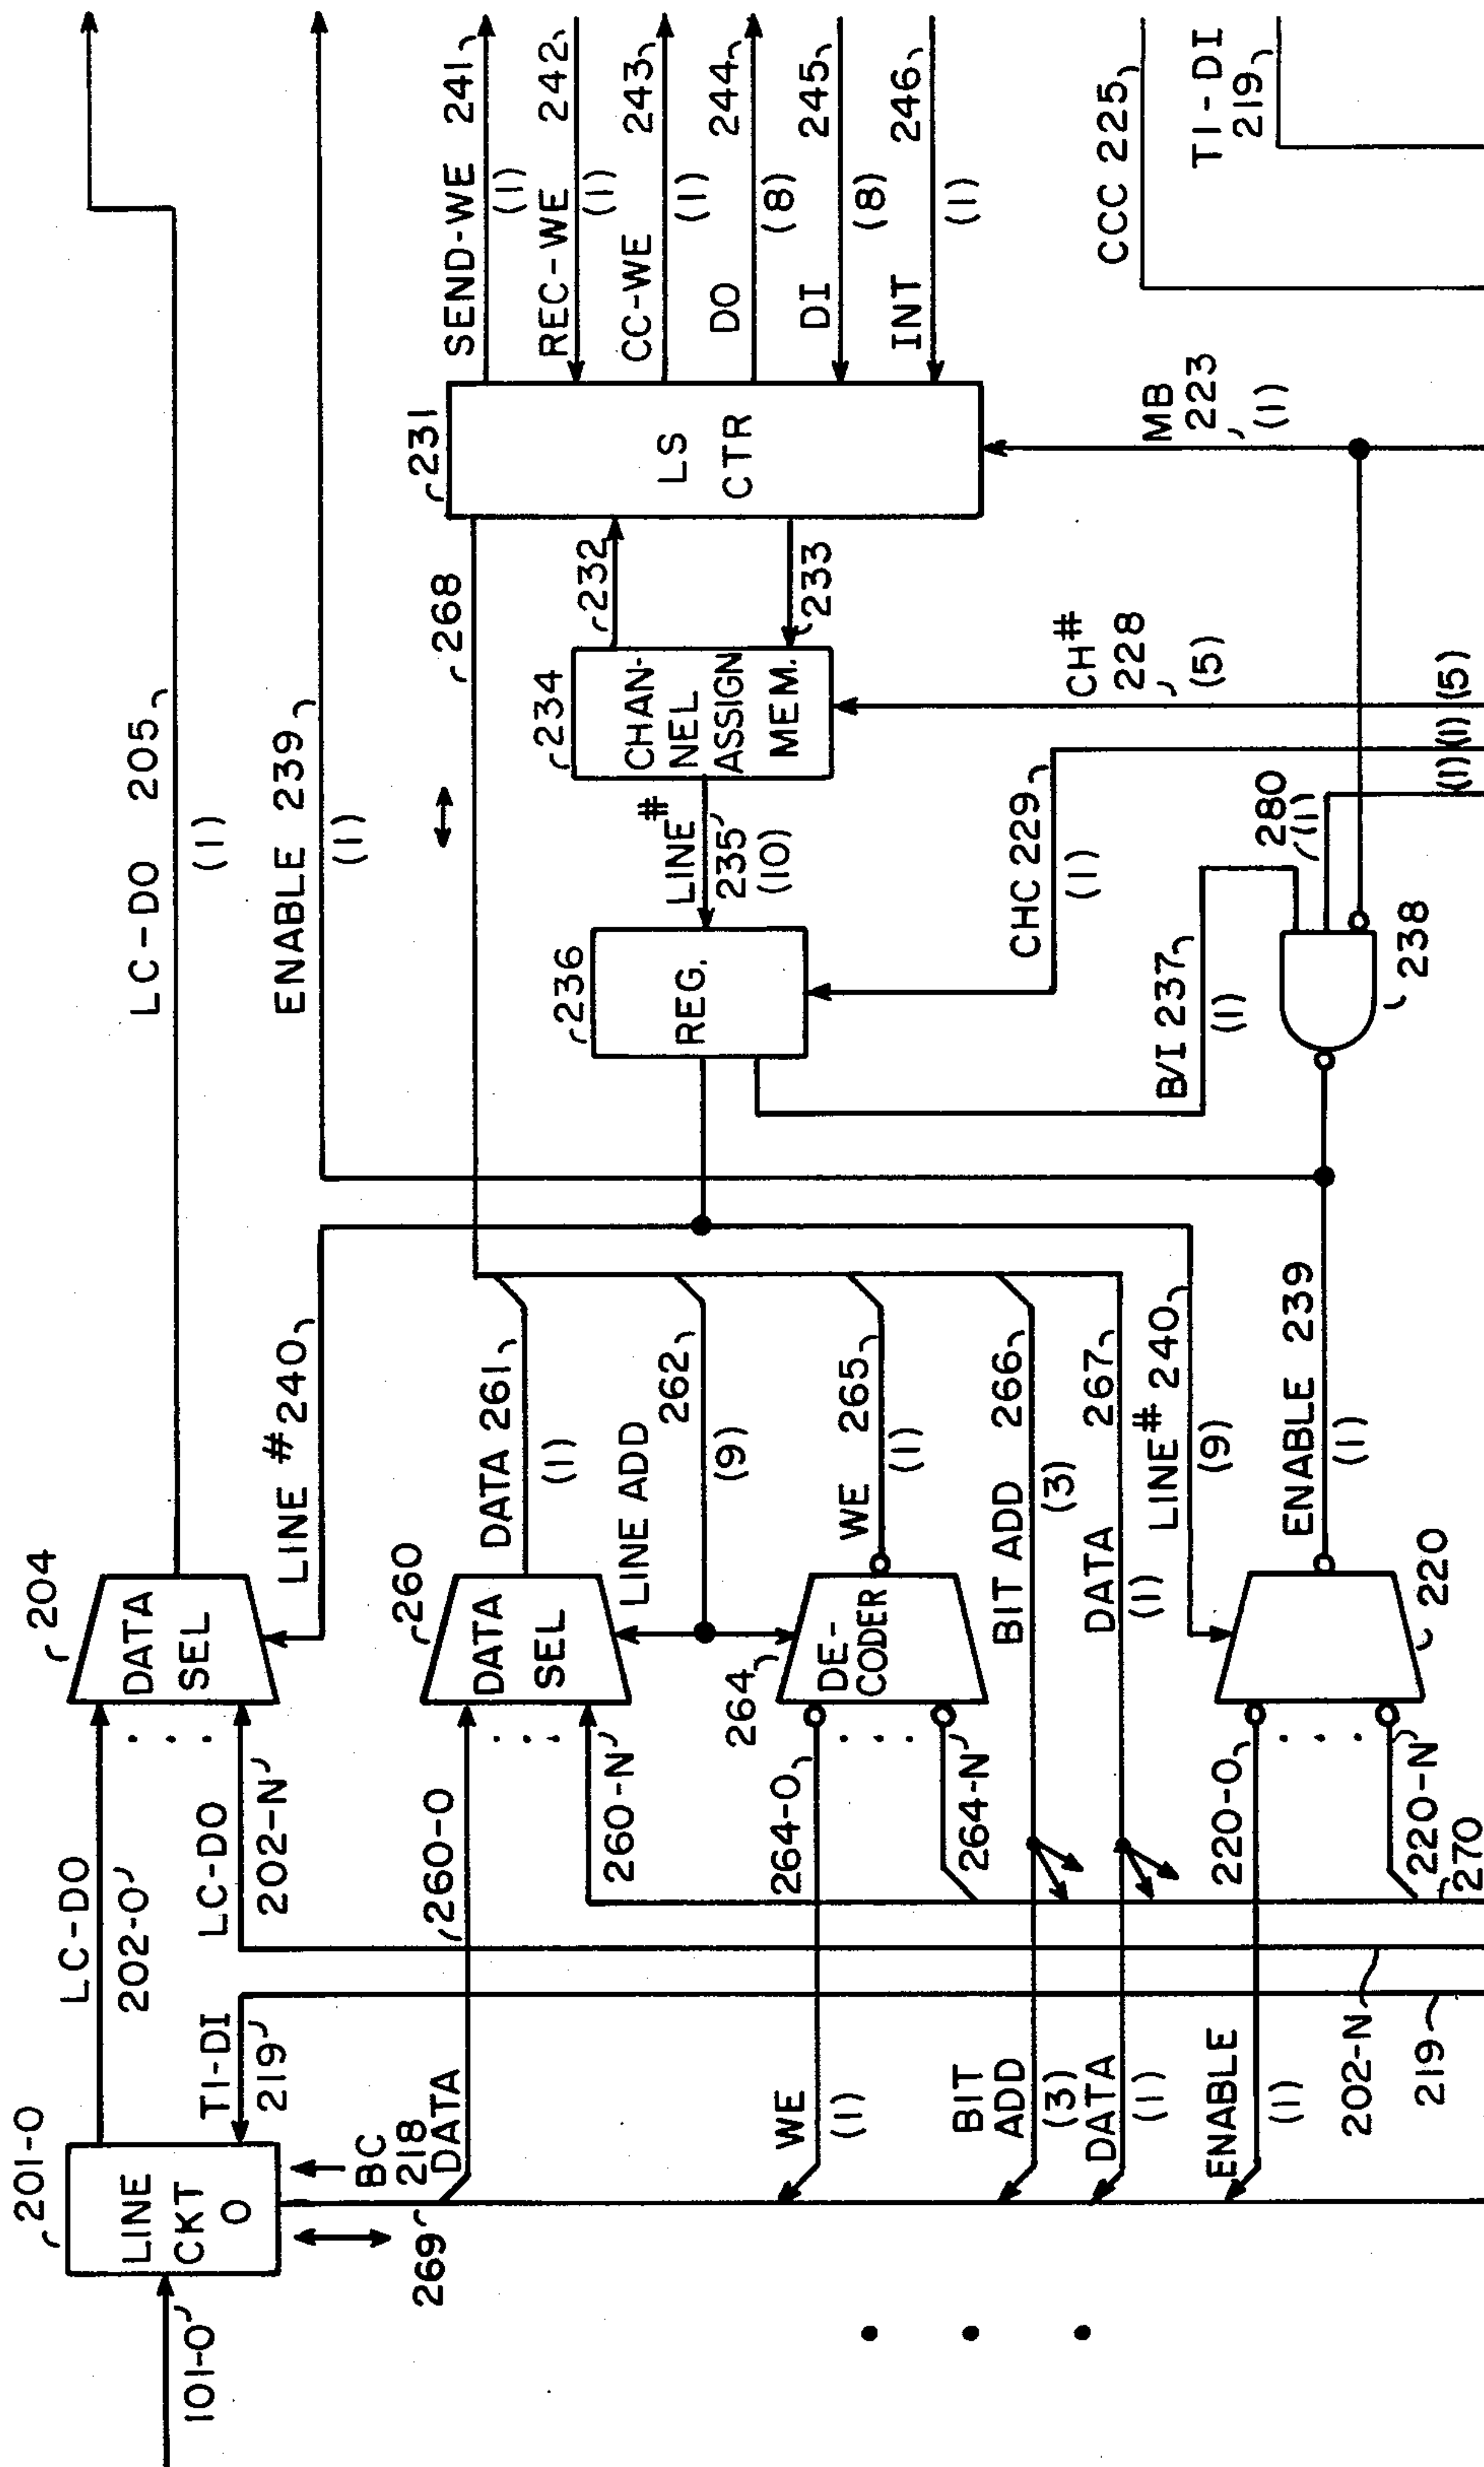 201-0
LINE
CKT
0
101-0
LC-DO
202-0
TI-DI
219
BC
218
269
DATA
260-0
LC-DO
202-N
204
DATA
SEL
LINE #240
LC-DO 205
(1)
ENABLE 239
(1)
260
DATA
SEL
260-N
DATA 261
(1)
LINE ADD
262
(9)
264
DE-
CODER
264-0
264-N
WE
(1)
WE 265
(1)
BIT
ADD
(3)
BIT ADD 266
(3)
DATA
(1)
DATA 267
(1)
LINE# 240
(9)
ENABLE
(1)
220-0
220-N
270
220
ENABLE 239
(1)
202-N
219
268
236
REG.
LINE#
235
(10)
234
CHAN-
NEL
ASSIGN
MEM.
232
233
231
LS
CTR
SEND-WE 241
(1)
REC-WE 242
(1)
CC-WE 243
(1)
DO 244
(8)
DI 245
(8)
INT 246
(1)
B/I 237
(1)
238
280
(1)
CHC 229
(1)
CH#
228
(5)
(1)
(1)
(5)
MB
223
(1)
CCC 225
TI-DI
219